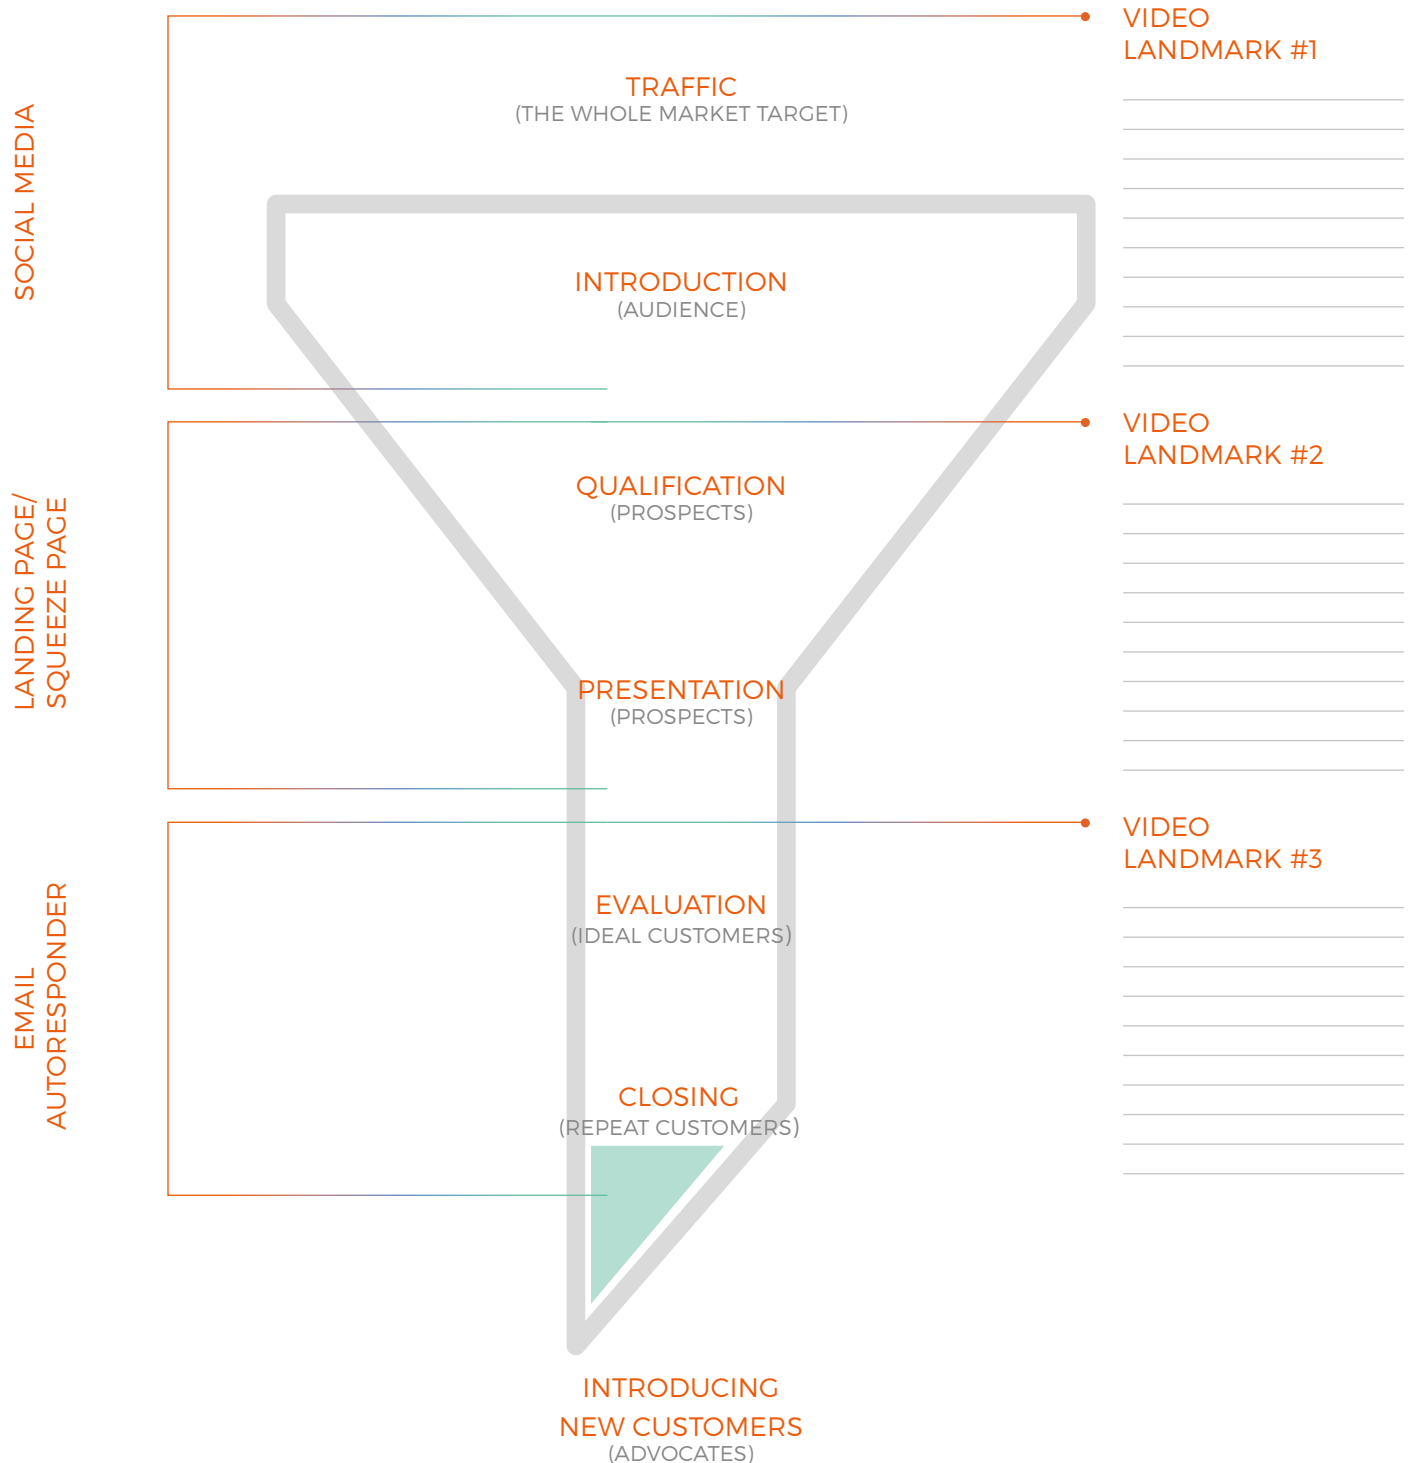 SOCIAL MEDIA
TRAFFIC
(THE WHOLE MARKET TARGET)
INTRODUCTION
(AUDIENCE)
VIDEO
LANDMARK #1
LANDING PAGE/
SQUEEZE PAGE
QUALIFICATION
(PROSPECTS)
PRESENTATION
(PROSPECTS)
VIDEO
LANDMARK #2
EMAIL
AUTORESPONDER
EVALUATION
(IDEAL CUSTOMERS)
CLOSING
(REPEAT CUSTOMERS)
VIDEO
LANDMARK #3
INTRODUCING
NEW CUSTOMERS
(ADVOCATES)